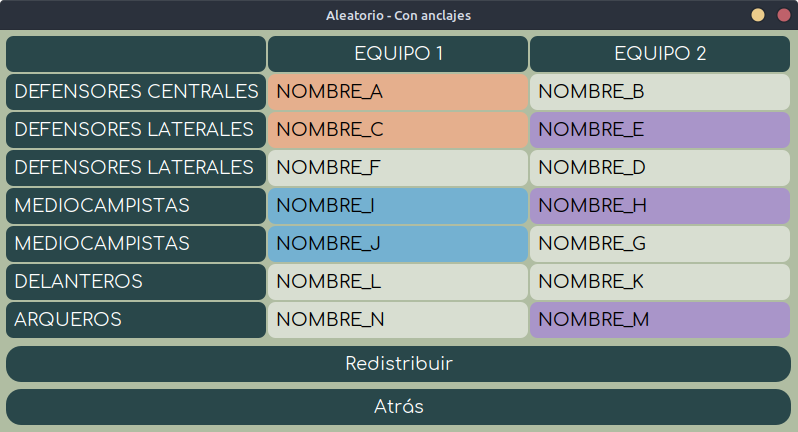 Aleatorio - Con anclajes
EQUIPO 1 EQUIPO 2
DEFENSORES CENTRALES NOMBRE_A NOMBRE_B
DEFENSORES LATERALES NOMBRE_C NOMBRE_E
DEFENSORES LATERALES NOMBRE_F NOMBRE_D
MEDIOCAMPISTAS NOMBRE_I NOMBRE_H
MEDIOCAMPISTAS NOMBRE_J NOMBRE_G
DELANTEROS NOMBRE_L NOMBRE_K
ARQUEROS NOMBRE_N NOMBRE_M
Redistribuir
Atrás